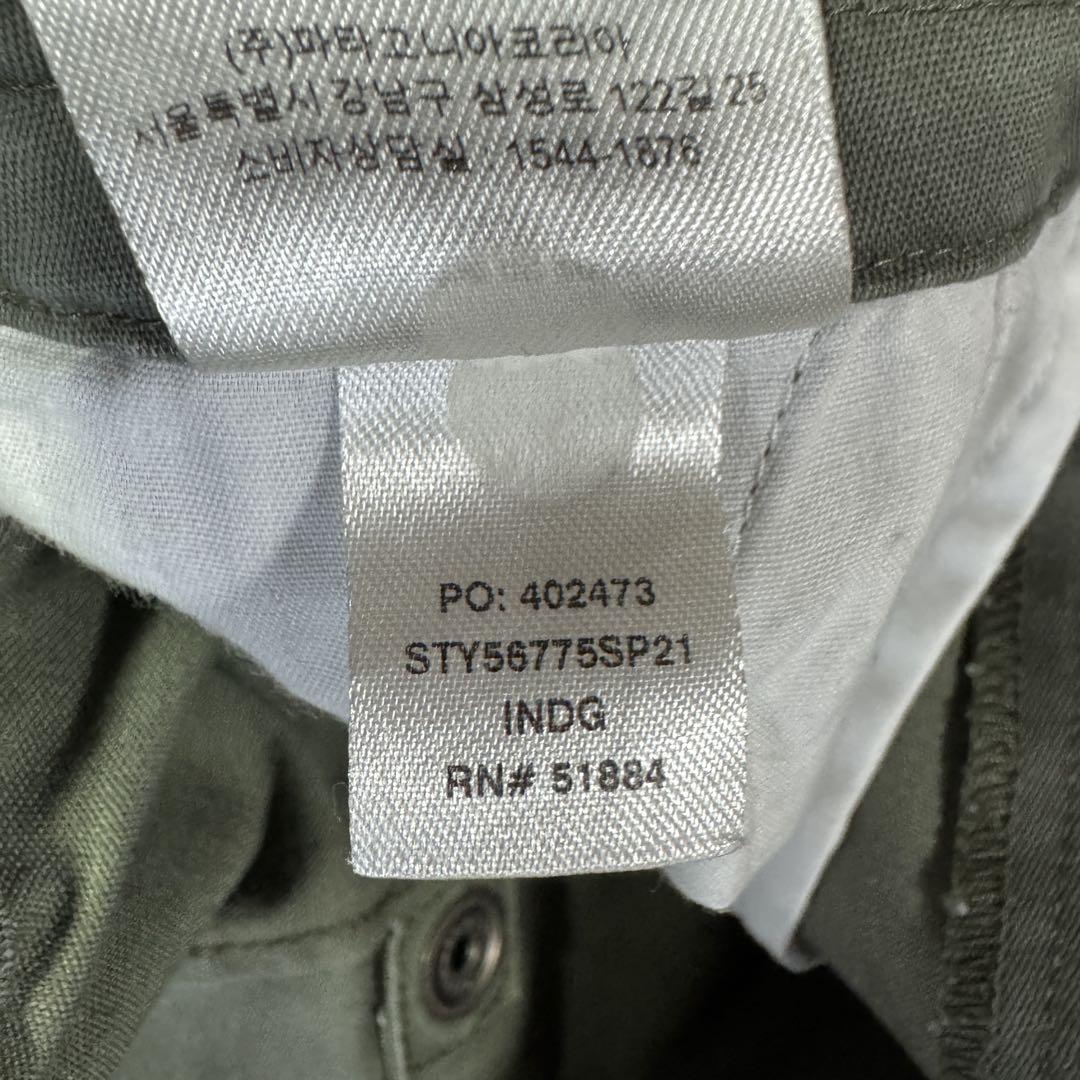 (주)파타고니아코리아
서울특별시 강남구 삼성로 122길 25
소비자상담실 : 1544-1876
PO: 402473
STY56775SP21
INDG
RN# 51884